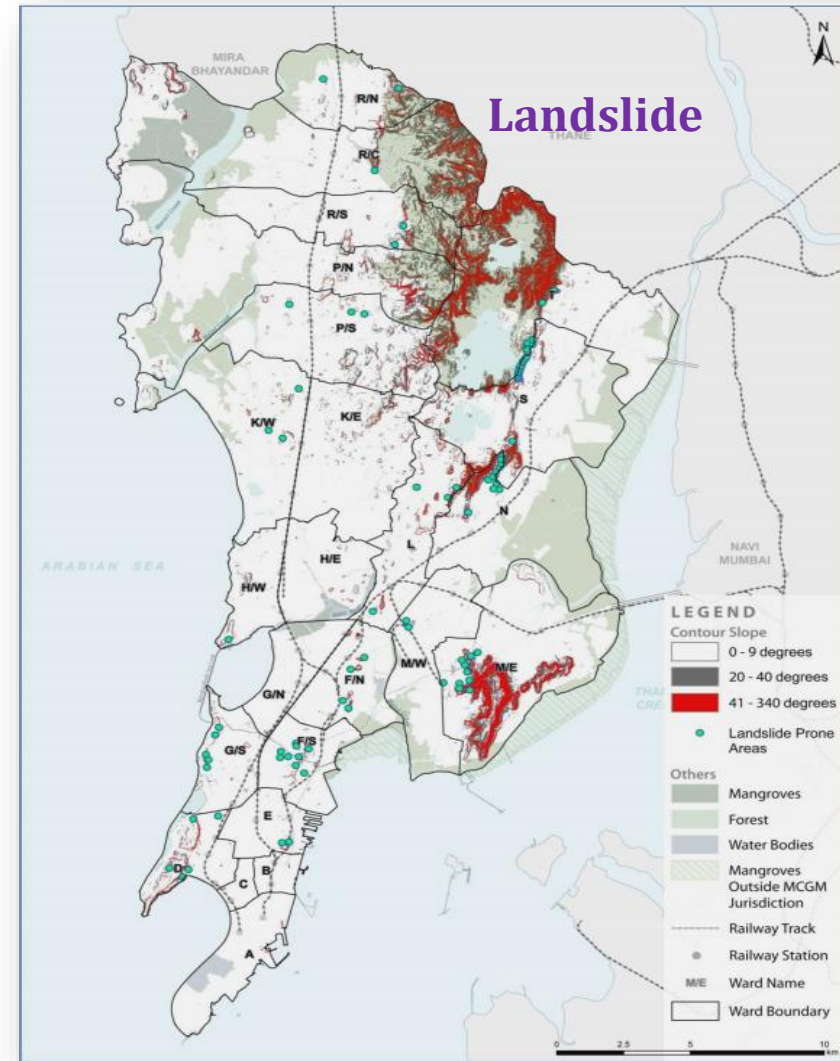 N
MIRA
BHAYANDAR
Landslide
THANE
R/N
R/C
R/S
P/N
P/S
T
S
K/W
K/E
N
L
ARABIAN SEA
H/E
H/W
NAVI
MUMBAI
M/W
M/E
F/N
G/N
G/S
F/S
E
D
C
B
A
LEGEND
Contour Slope
0 - 9 degrees
20 - 40 degrees
41 - 340 degrees
Landslide Prone
Areas
Others
Mangroves
Forest
Water Bodies
Mangroves
Outside MCGM
Jurisdiction
Railway Track
Railway Station
M/E Ward Name
Ward Boundary
0 2.5 5 10